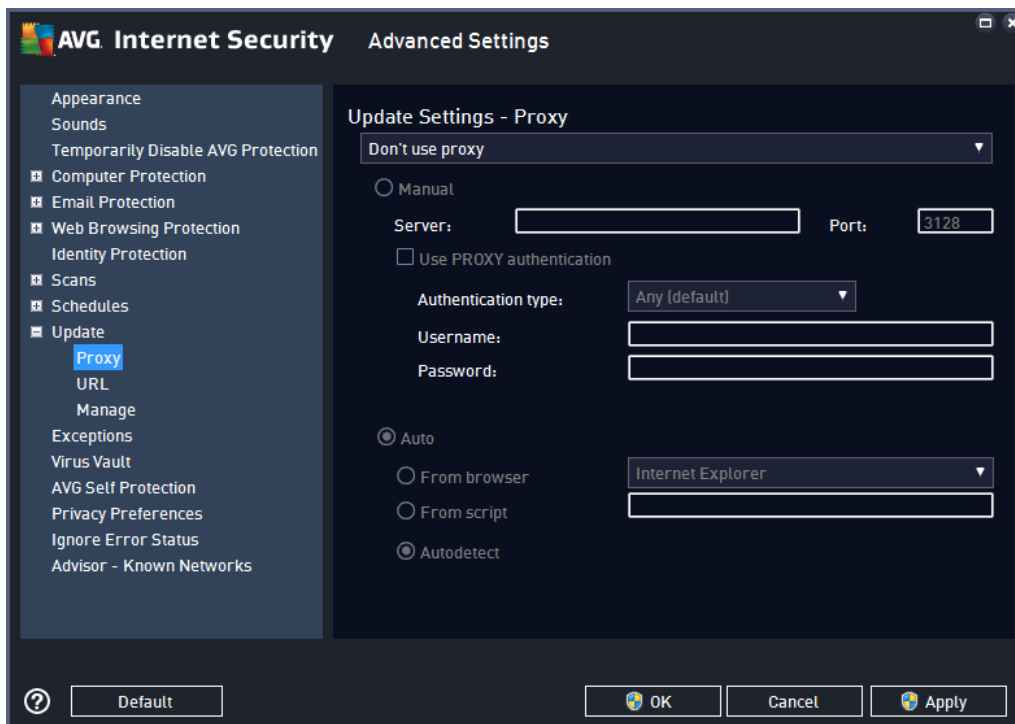 AVG Internet Security Advanced Settings
Appearance
Sounds
Temporarily Disable AVG Protection
Computer Protection
Email Protection
Web Browsing Protection
Identity Protection
Scans
Schedules
Update
Proxy
URL
Manage
Exceptions
Virus Vault
AVG Self Protection
Privacy Preferences
Ignore Error Status
Advisor - Known Networks
Update Settings - Proxy
Don't use proxy
Manual
Server: Port: 3128
Use PROXY authentication
Authentication type: Any (default)
Username:
Password:
Auto
From browser Internet Explorer
From script
Autodetect
? Default OK Cancel Apply